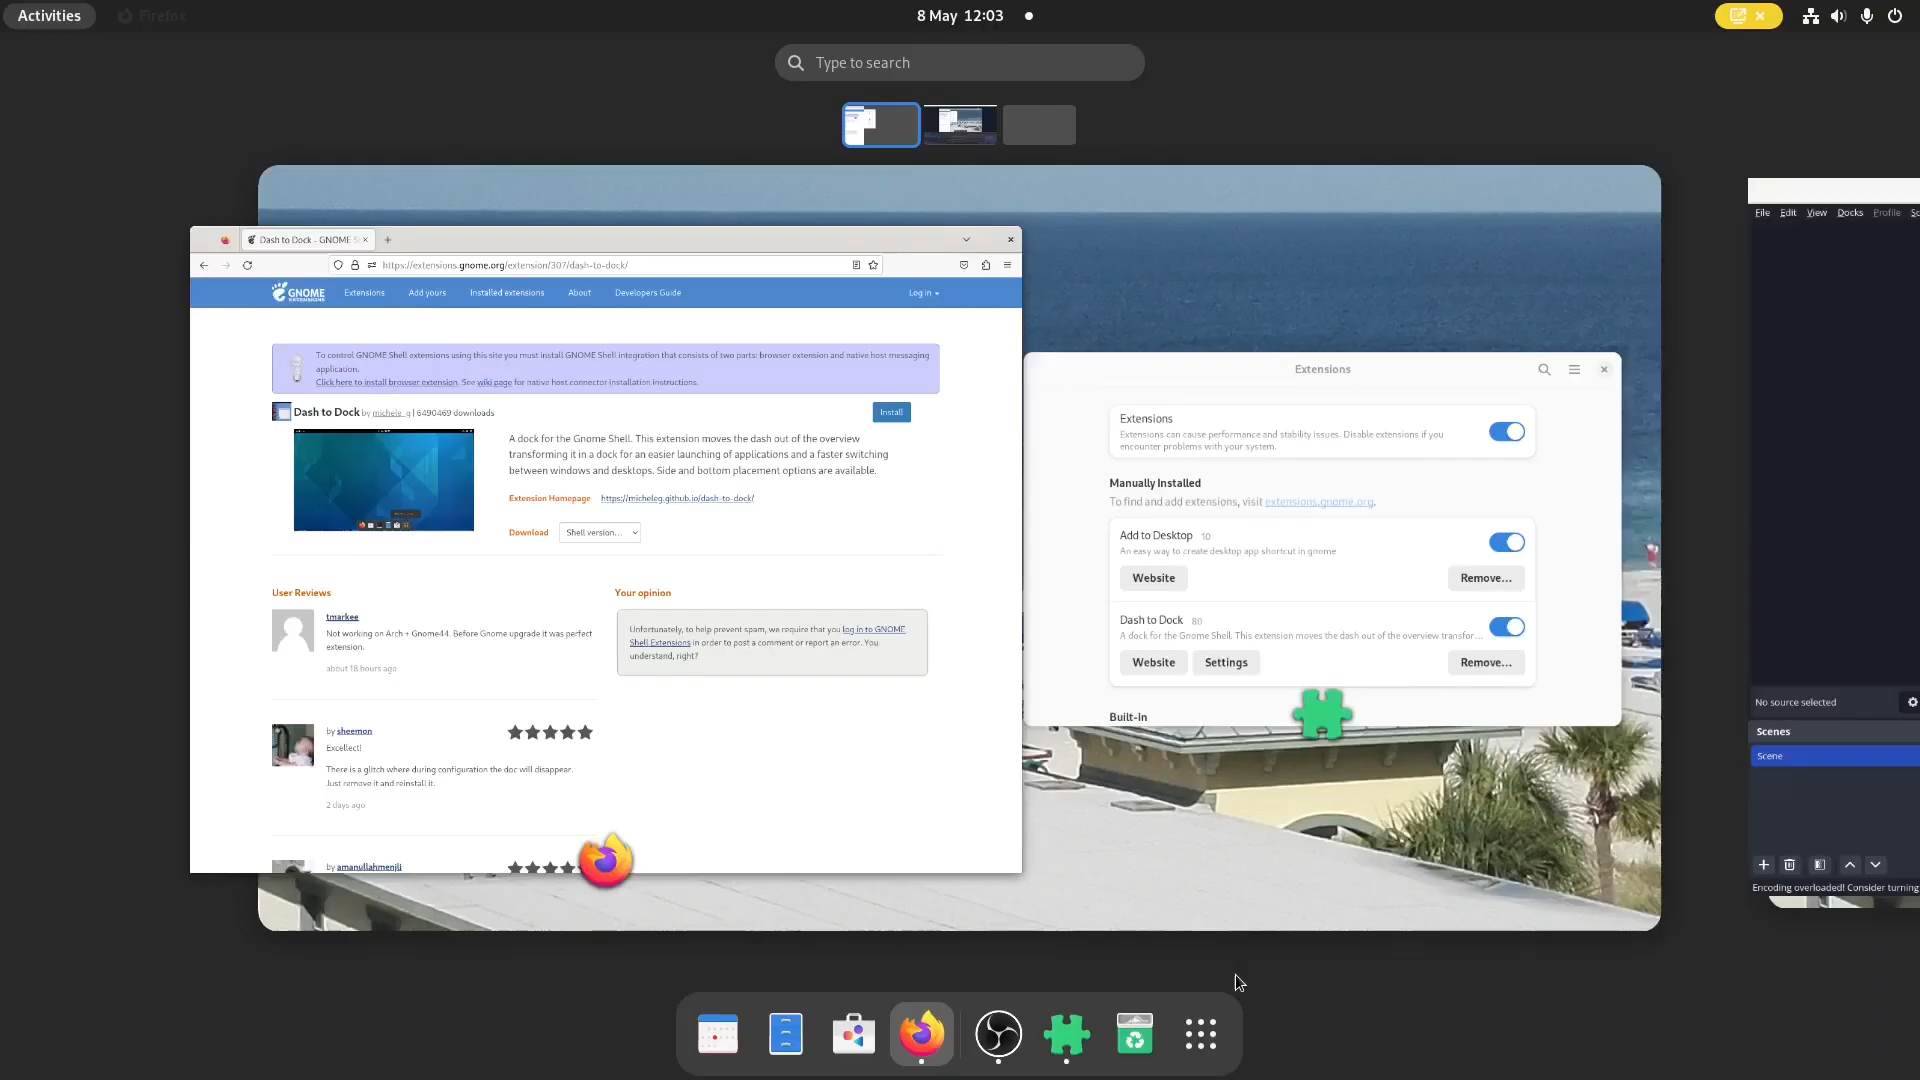 Activities
Firefox
8 May 12:03
Type to search
Dash to Dock - GNOME S
https://extensions.gnome.org/extension/307/dash-to-dock/
GNOME
EXTENSIONS
Extensions
Add yours
Installed extensions
About
Developers Guide
Log in
To control GNOME Shell extensions using this site you must install GNOME Shell integration that consists of two parts: browser extension and native host messaging
application.
Click here to install browser extension. See wiki page for native host connector installation instructions.
Dash to Dock by michele_g | 6490469 downloads
Install
A dock for the Gnome Shell. This extension moves the dash out of the overview
transforming it in a dock for an easier launching of applications and a faster switching
between windows and desktops. Side and bottom placement options are available.
Extension Homepage https://micheleg.github.io/dash-to-dock/
Download Shell version...
User Reviews
tmarkee
Not working on Arch + Gnome44. Before Gnome upgrade it was perfect
extension.
about 18 hours ago
by sheemon
Excellect!
There is a glitch where during configuration the doc will disappear.
Just remove it and reinstall it.
2 days ago
by amanullahmenjli
Your opinion
Unfortunately, to help prevent spam, we require that you log in to GNOME
Shell Extensions in order to post a comment or report an error. You
understand, right?
Extensions
Extensions
Extensions can cause performance and stability issues. Disable extensions if you
encounter problems with your system.
Manually Installed
To find and add extensions, visit extensions.gnome.org.
Add to Desktop 10
An easy way to create desktop app shortcut in gnome
Website
Remove...
Dash to Dock 80
A dock for the Gnome Shell. This extension moves the dash out of the overview transfor...
Website
Settings
Remove...
Built-In
File Edit View Docks Profile Sc
No source selected
Scenes
Scene
Encoding overloaded! Consider turning